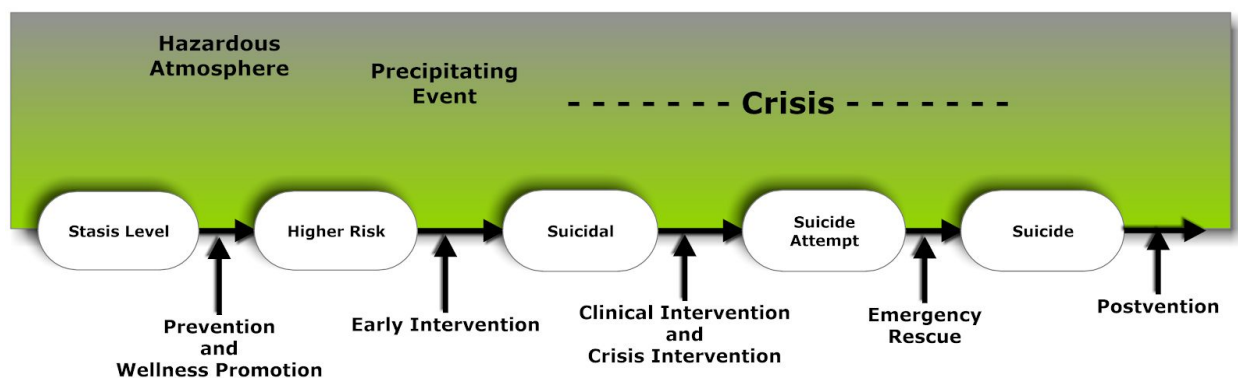 Hazardous
Atmosphere
Precipitating
Event
- - - - - - - Crisis - - - - - - -
Stasis Level
Higher Risk
Suicidal
Suicide
Attempt
Suicide
Prevention
and
Wellness Promotion
Early Intervention
Clinical Intervention
and
Crisis Intervention
Emergency
Rescue
Postvention